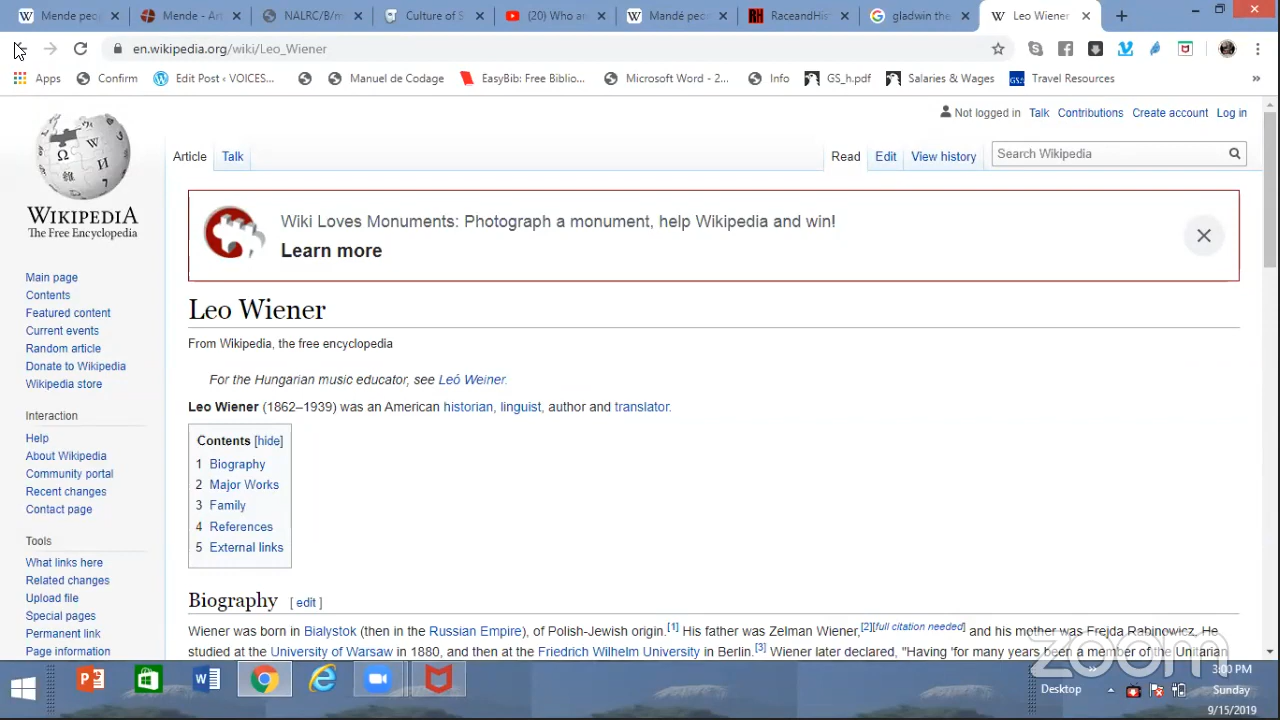 Mende peo
Mende - Art
NALRC/B/m
Culture of S
(20) Who ar
Mandé peo
RaceandHis
gladwin the
Leo Wiener
en.wikipedia.org/wiki/Leo_Wiener
Apps
Confirm
Edit Post ‹ VOICES...
Manuel de Codage
EasyBib: Free Biblio...
Microsoft Word - 2...
Info
GS_h.pdf
Salaries & Wages
Travel Resources
»
Not logged in Talk Contributions Create account Log in
Article Talk
Read Edit View history
Search Wikipedia
WIKIPEDIA
The Free Encyclopedia
Wiki Loves Monuments: Photograph a monument, help Wikipedia and win!
Learn more
Main page
Contents
Featured content
Current events
Random article
Donate to Wikipedia
Wikipedia store
Interaction
Help
About Wikipedia
Community portal
Recent changes
Contact page
Tools
What links here
Related changes
Upload file
Special pages
Permanent link
Page information
Leo Wiener
From Wikipedia, the free encyclopedia
For the Hungarian music educator, see Leó Weiner.
Leo Wiener (1862–1939) was an American historian, linguist, author and translator.
Contents [hide]
1 Biography
2 Major Works
3 Family
4 References
5 External links
Biography [ edit ]
Wiener was born in Bialystok (then in the Russian Empire), of Polish-Jewish origin.[1] His father was Zelman Wiener,[2][full citation needed] and his mother was Frejda Rabinowicz. He
studied at the University of Warsaw in 1880, and then at the Friedrich Wilhelm University in Berlin.[3] Wiener later declared, "Having 'for many years been a member of the Unitarian
zoom
Desktop
»
3:00 PM
Sunday
9/15/2019